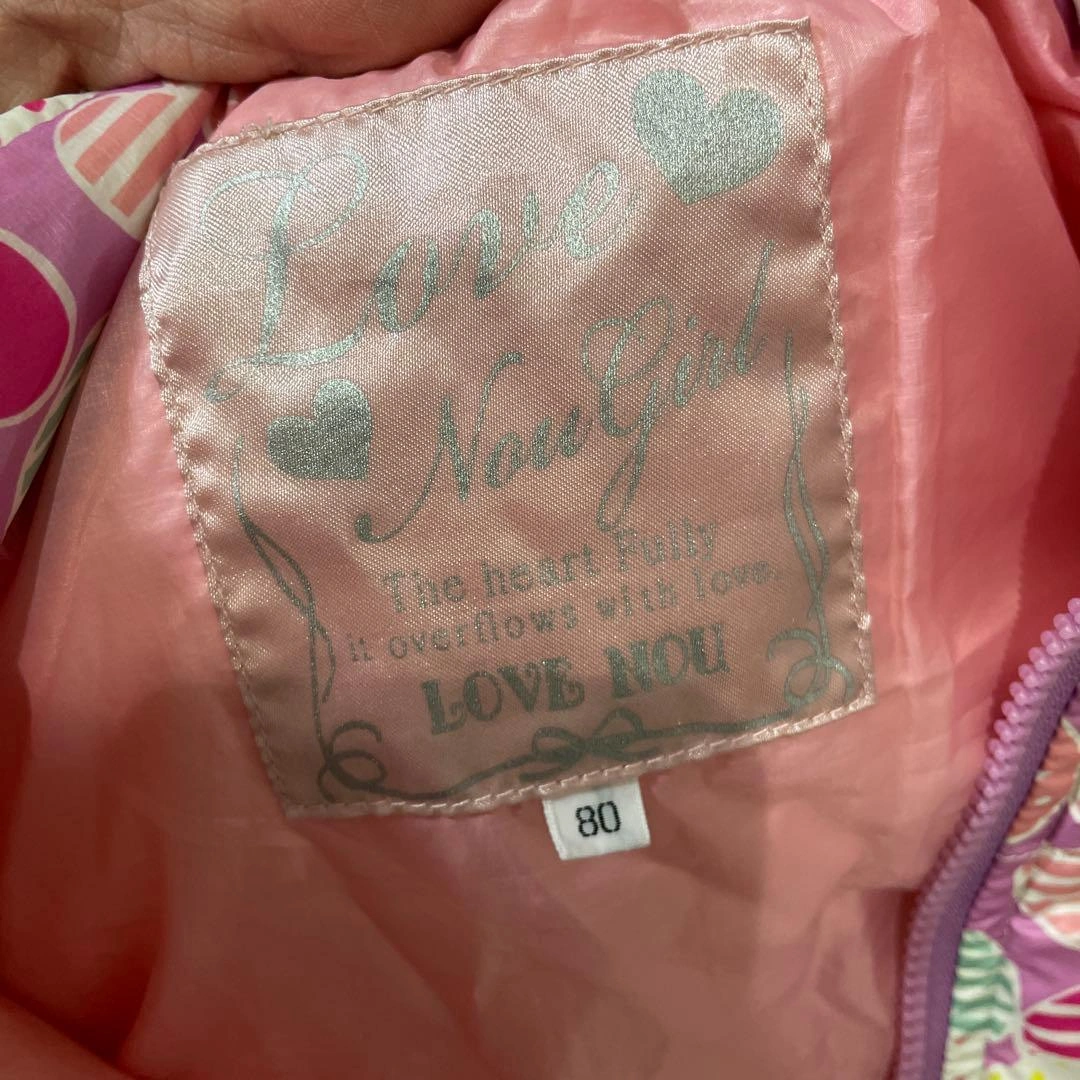 Love
Nou Girl
The heart Fully
it overflows with love.
LOVE NOU
80